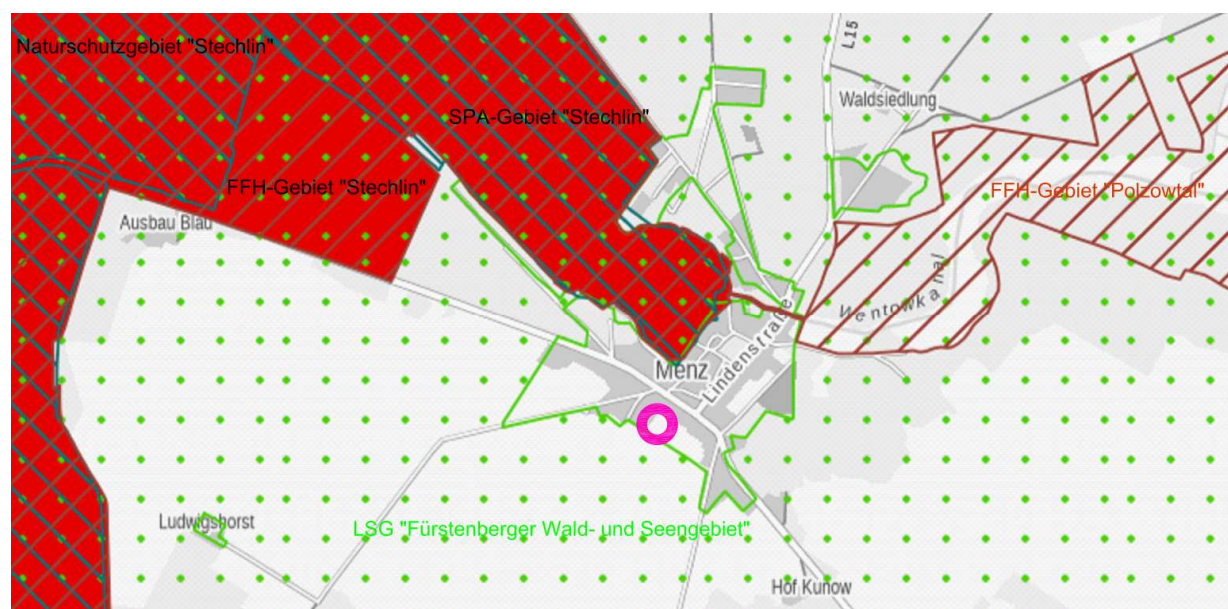 Naturschutzgebiet "Stechlin"
L15
Waldsiedlung
SPA-Gebiet "Stechlin"
FFH-Gebiet "Stechlin"
FFH-Gebiet "Polzowtal"
Ausbau Blau
Wentowkanal
Lindenstraße
Menz
Ludwigshorst
LSG "Fürstenberger Wald- und Seengebiet"
Hof Kunow